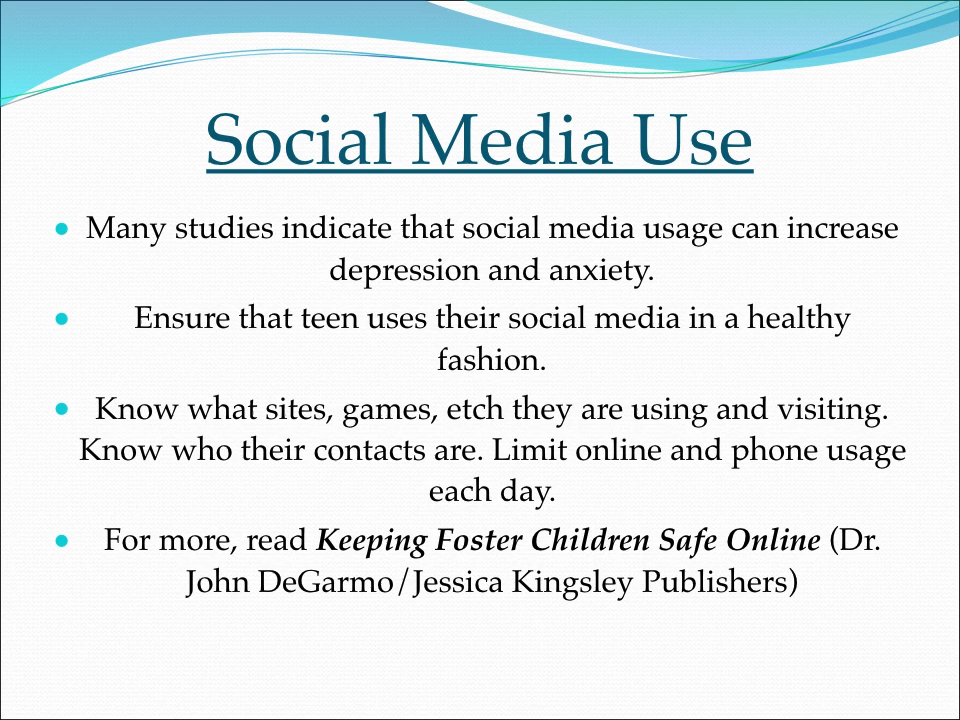 Social Media Use
• Many studies indicate that social media usage can increase
depression and anxiety.
• Ensure that teen uses their social media in a healthy
fashion.
• Know what sites, games, etch they are using and visiting.
Know who their contacts are. Limit online and phone usage
each day.
• For more, read Keeping Foster Children Safe Online (Dr.
John DeGarmo/Jessica Kingsley Publishers)